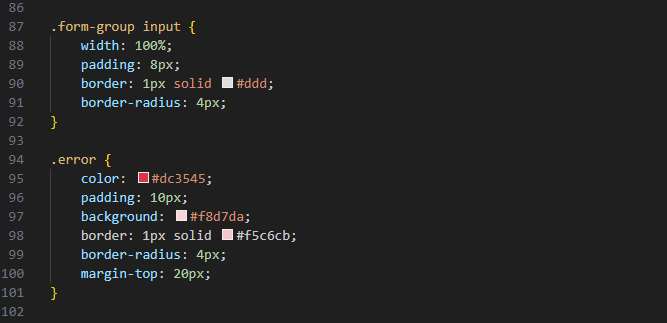 86
87 .form-group input {
88     width: 100%;
89     padding: 8px;
90     border: 1px solid #ddd;
91     border-radius: 4px;
92 }
93
94 .error {
95     color: #dc3545;
96     padding: 10px;
97     background: #f8d7da;
98     border: 1px solid #f5c6cb;
99     border-radius: 4px;
100     margin-top: 20px;
101 }
102